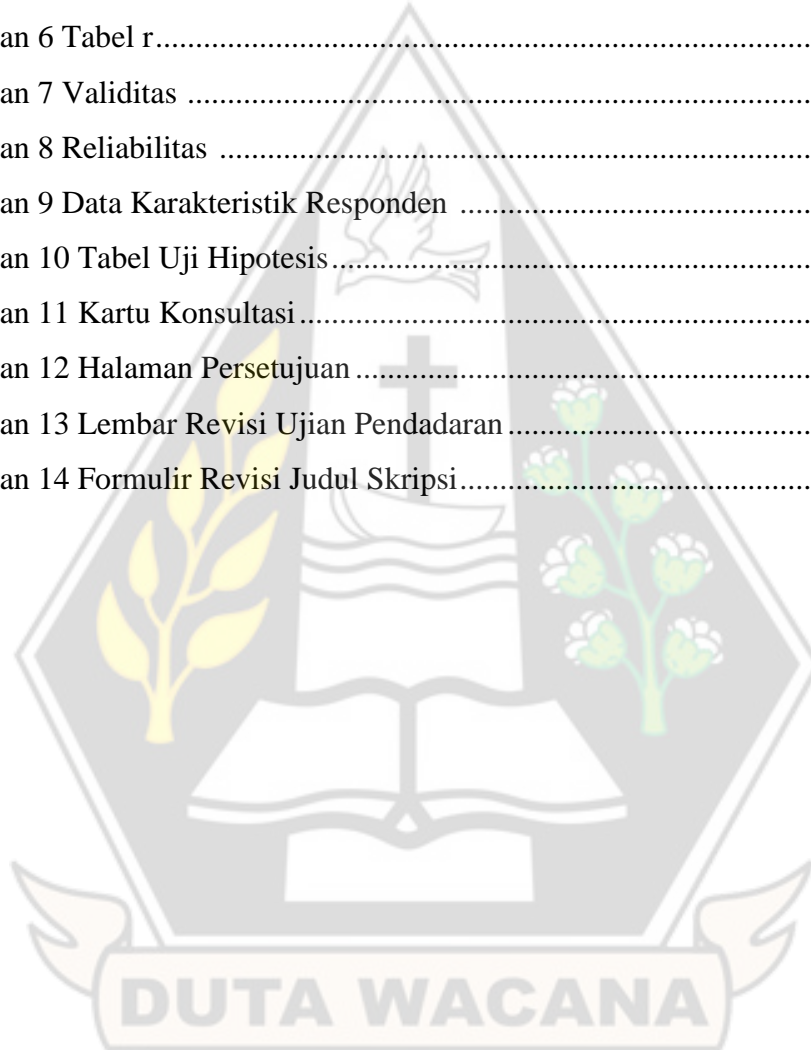 an 6 Tabel r....................................................................................
an 7 Validitas ................................................................................
an 8 Reliabilitas ............................................................................
an 9 Data Karakteristik Responden .............................................
an 10 Tabel Uji Hipotesis.............................................................
an 11 Kartu Konsultasi.................................................................
an 12 Halaman Persetujuan..........................................................
an 13 Lembar Revisi Ujian Pendadaran.......................................
an 14 Formulir Revisi Judul Skripsi.............................................
DUTA WACANA